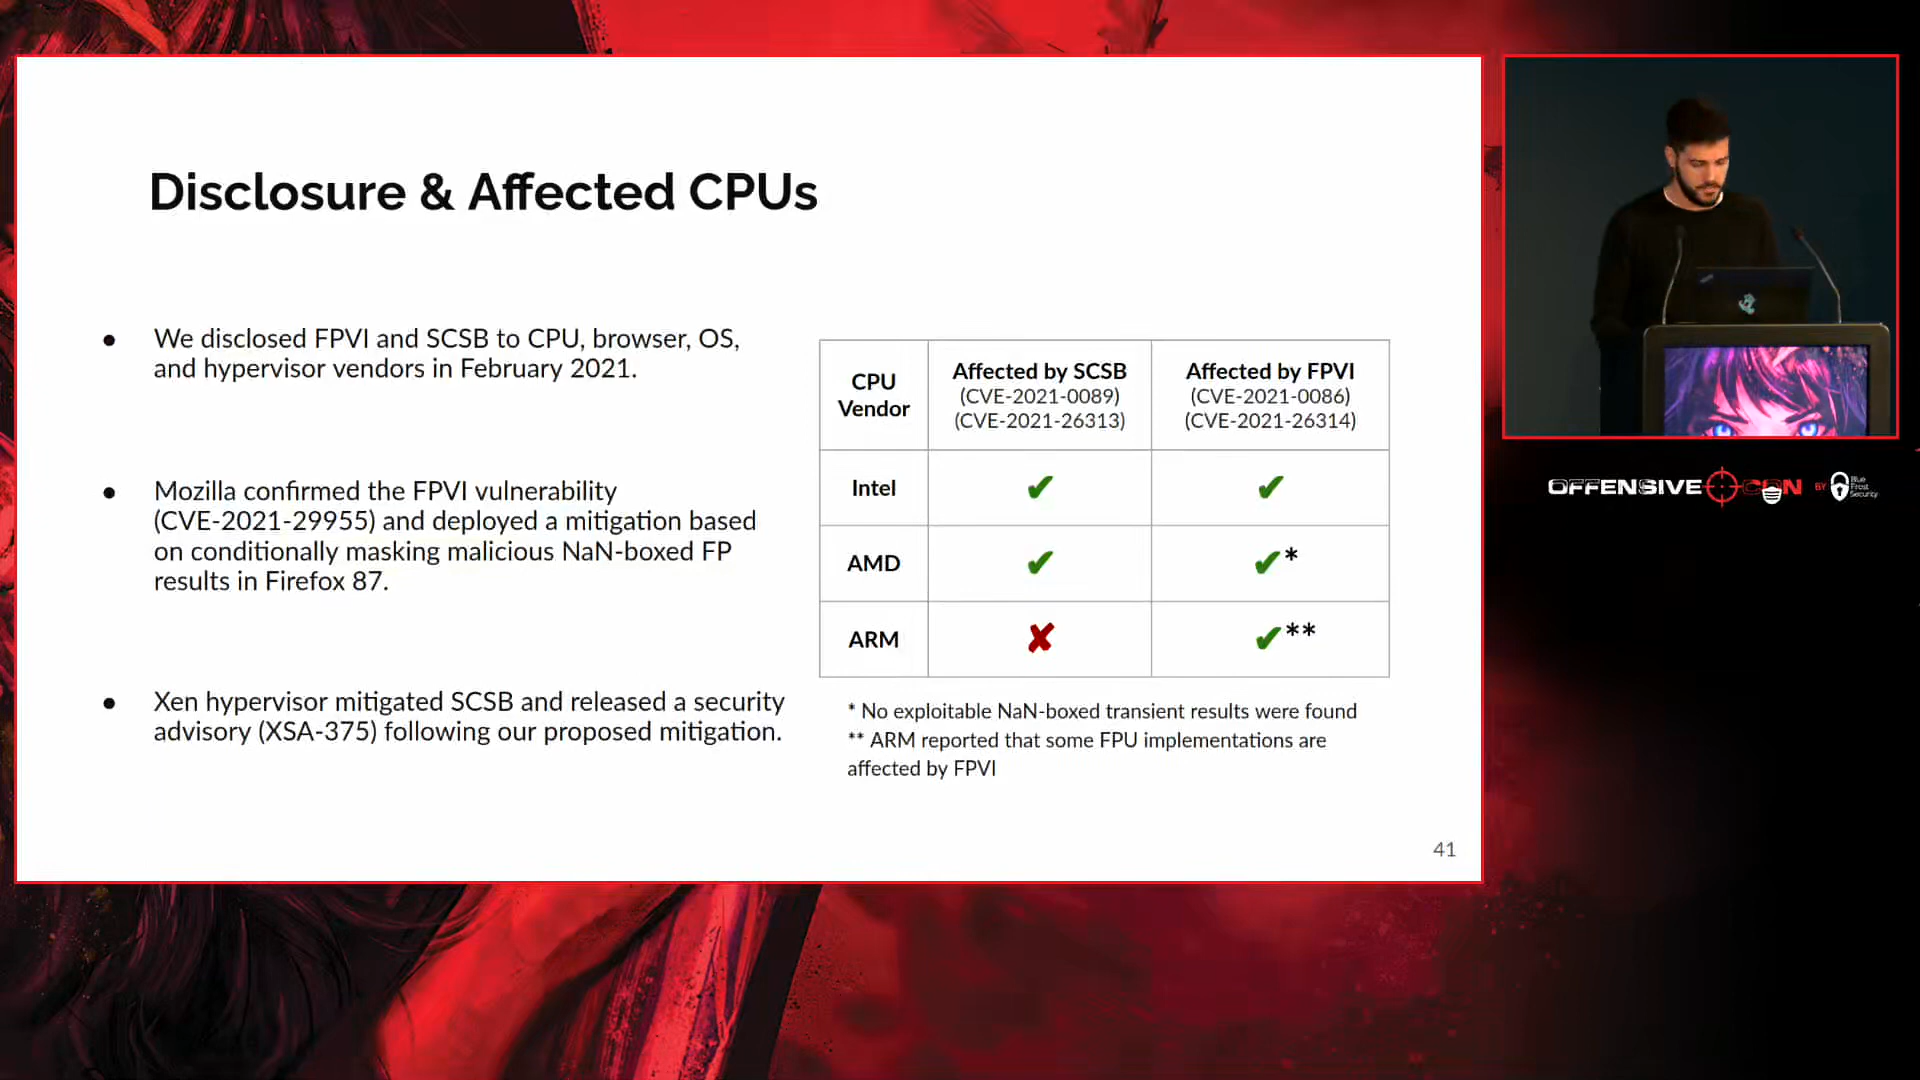 Disclosure & Affected CPUs
● We disclosed FPVI and SCSB to CPU, browser, OS,
and hypervisor vendors in February 2021.
● Mozilla confirmed the FPVI vulnerability
(CVE-2021-29955) and deployed a mitigation based
on conditionally masking malicious NaN-boxed FP
results in Firefox 87.
● Xen hypervisor mitigated SCSB and released a security
advisory (XSA-375) following our proposed mitigation.
CPU
Vendor
Affected by SCSB
(CVE-2021-0089)
(CVE-2021-26313)
Affected by FPVI
(CVE-2021-0086)
(CVE-2021-26314)
Intel ✔ ✔
AMD ✔ ✔*
ARM ✘ ✔**
* No exploitable NaN-boxed transient results were found
** ARM reported that some FPU implementations are
affected by FPVI
41
OFFENSIVE CON BY Blue
Frost
Security